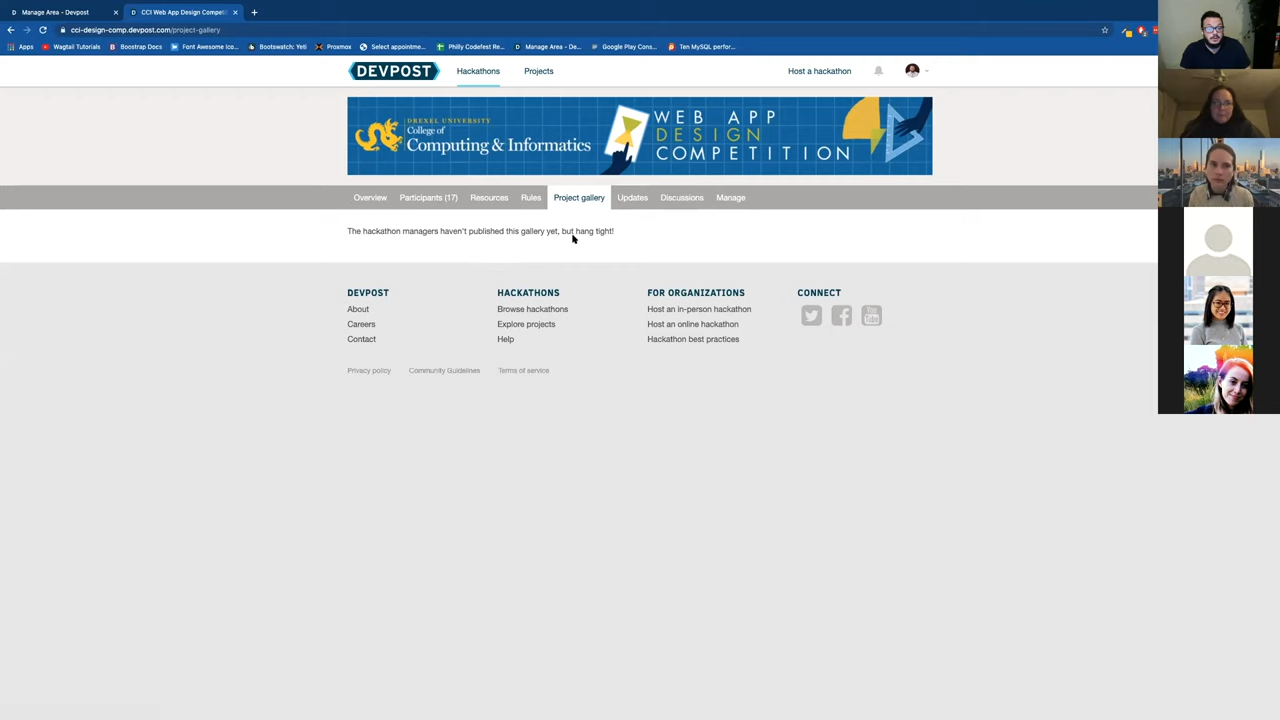 Manage Area - Devpost
CCI Web App Design Competiti
cci-design-comp.devpost.com/project-gallery
Apps Wagtail Tutorials Boostrap Docs Font Awesome Ico... Bootswatch: Yeti Proxmox Select appointme... Philly Codefest Re... Manage Area - De... Google Play Cons... Ten MySQL perfor...
DEVPOST Hackathons Projects Host a hackathon
DREXEL UNIVERSITY
College of
Computing & Informatics
WEB APP
DESIGN
COMPETITION
Overview Participants (17) Resources Rules Project gallery Updates Discussions Manage
The hackathon managers haven't published this gallery yet, but hang tight!
DEVPOST
About
Careers
Contact
HACKATHONS
Browse hackathons
Explore projects
Help
FOR ORGANIZATIONS
Host an in-person hackathon
Host an online hackathon
Hackathon best practices
CONNECT
You
Tube
Privacy policy Community Guidelines Terms of service